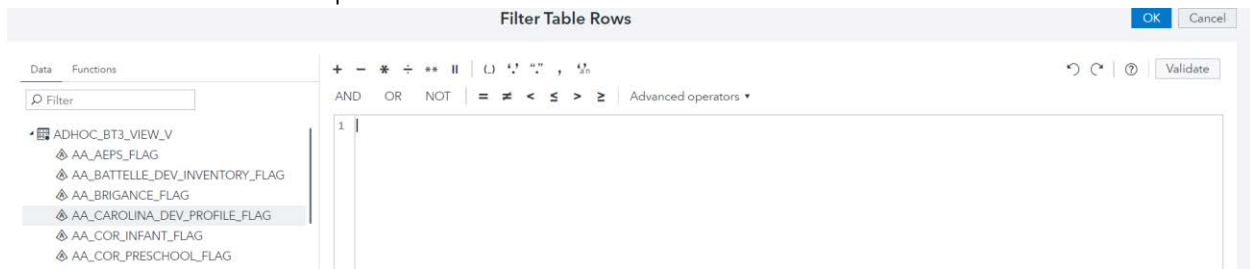 Filter Table Rows
OK Cancel
Data Functions
+ − * ÷ ** II (.) '.' "." , '.'n
Validate
Filter
AND OR NOT = ≠ < ≤ > ≥ Advanced operators
1
ADHOC_BT3_VIEW_V
AA_AEPS_FLAG
AA_BATTELLE_DEV_INVENTORY_FLAG
AA_BRIGANCE_FLAG
AA_CAROLINA_DEV_PROFILE_FLAG
AA_COR_INFANT_FLAG
AA_COR_PRESCHOOL_FLAG